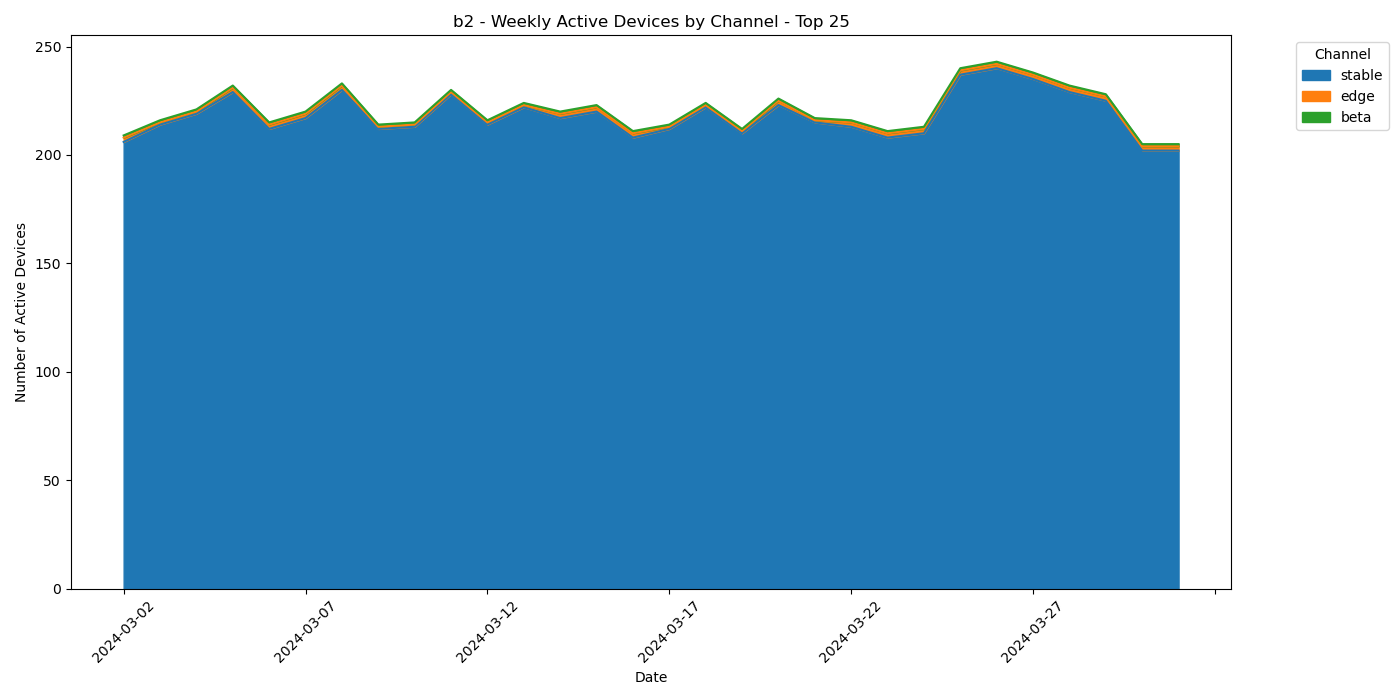 b2 - Weekly Active Devices by Channel - Top 25
Number of Active Devices
250
200
150
100
50
0
2024-03-02
2024-03-07
2024-03-12
2024-03-17
2024-03-22
2024-03-27
Date
Channel
stable
edge
beta